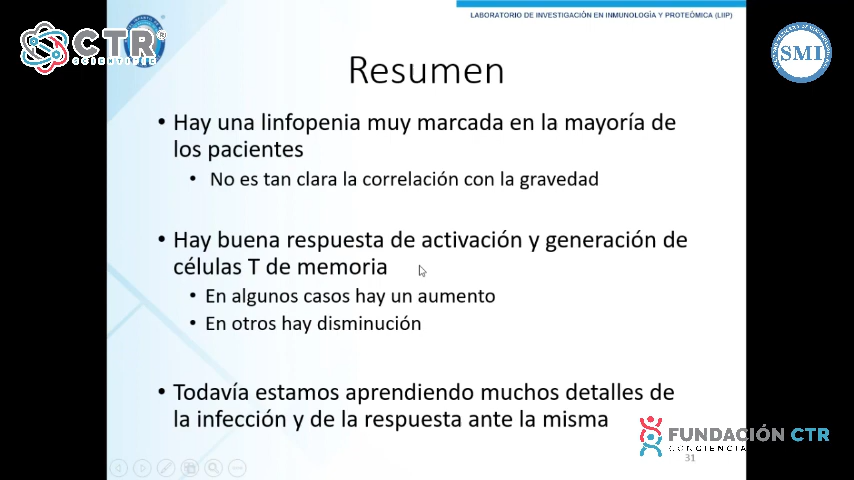 LABORATORIO DE INVESTIGACIÓN EN INMUNOLOGÍA Y PROTEÓMICA (LIIP)
CTR
SCIENTIFIC
SMI
Resumen
• Hay una linfopenia muy marcada en la mayoría de
los pacientes
• No es tan clara la correlación con la gravedad
• Hay buena respuesta de activación y generación de
células T de memoria
• En algunos casos hay un aumento
• En otros hay disminución
• Todavía estamos aprendiendo muchos detalles de
la infección y de la respuesta ante la misma
FUNDACIÓN CTR
CONCIENCIA
31